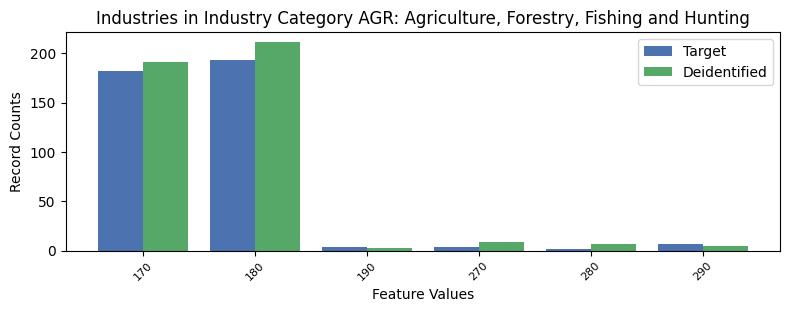 Industries in Industry Category AGR: Agriculture, Forestry, Fishing and Hunting
Target
Deidentified
Record Counts
200
150
100
50
0
170 180 190 270 280 290
Feature Values